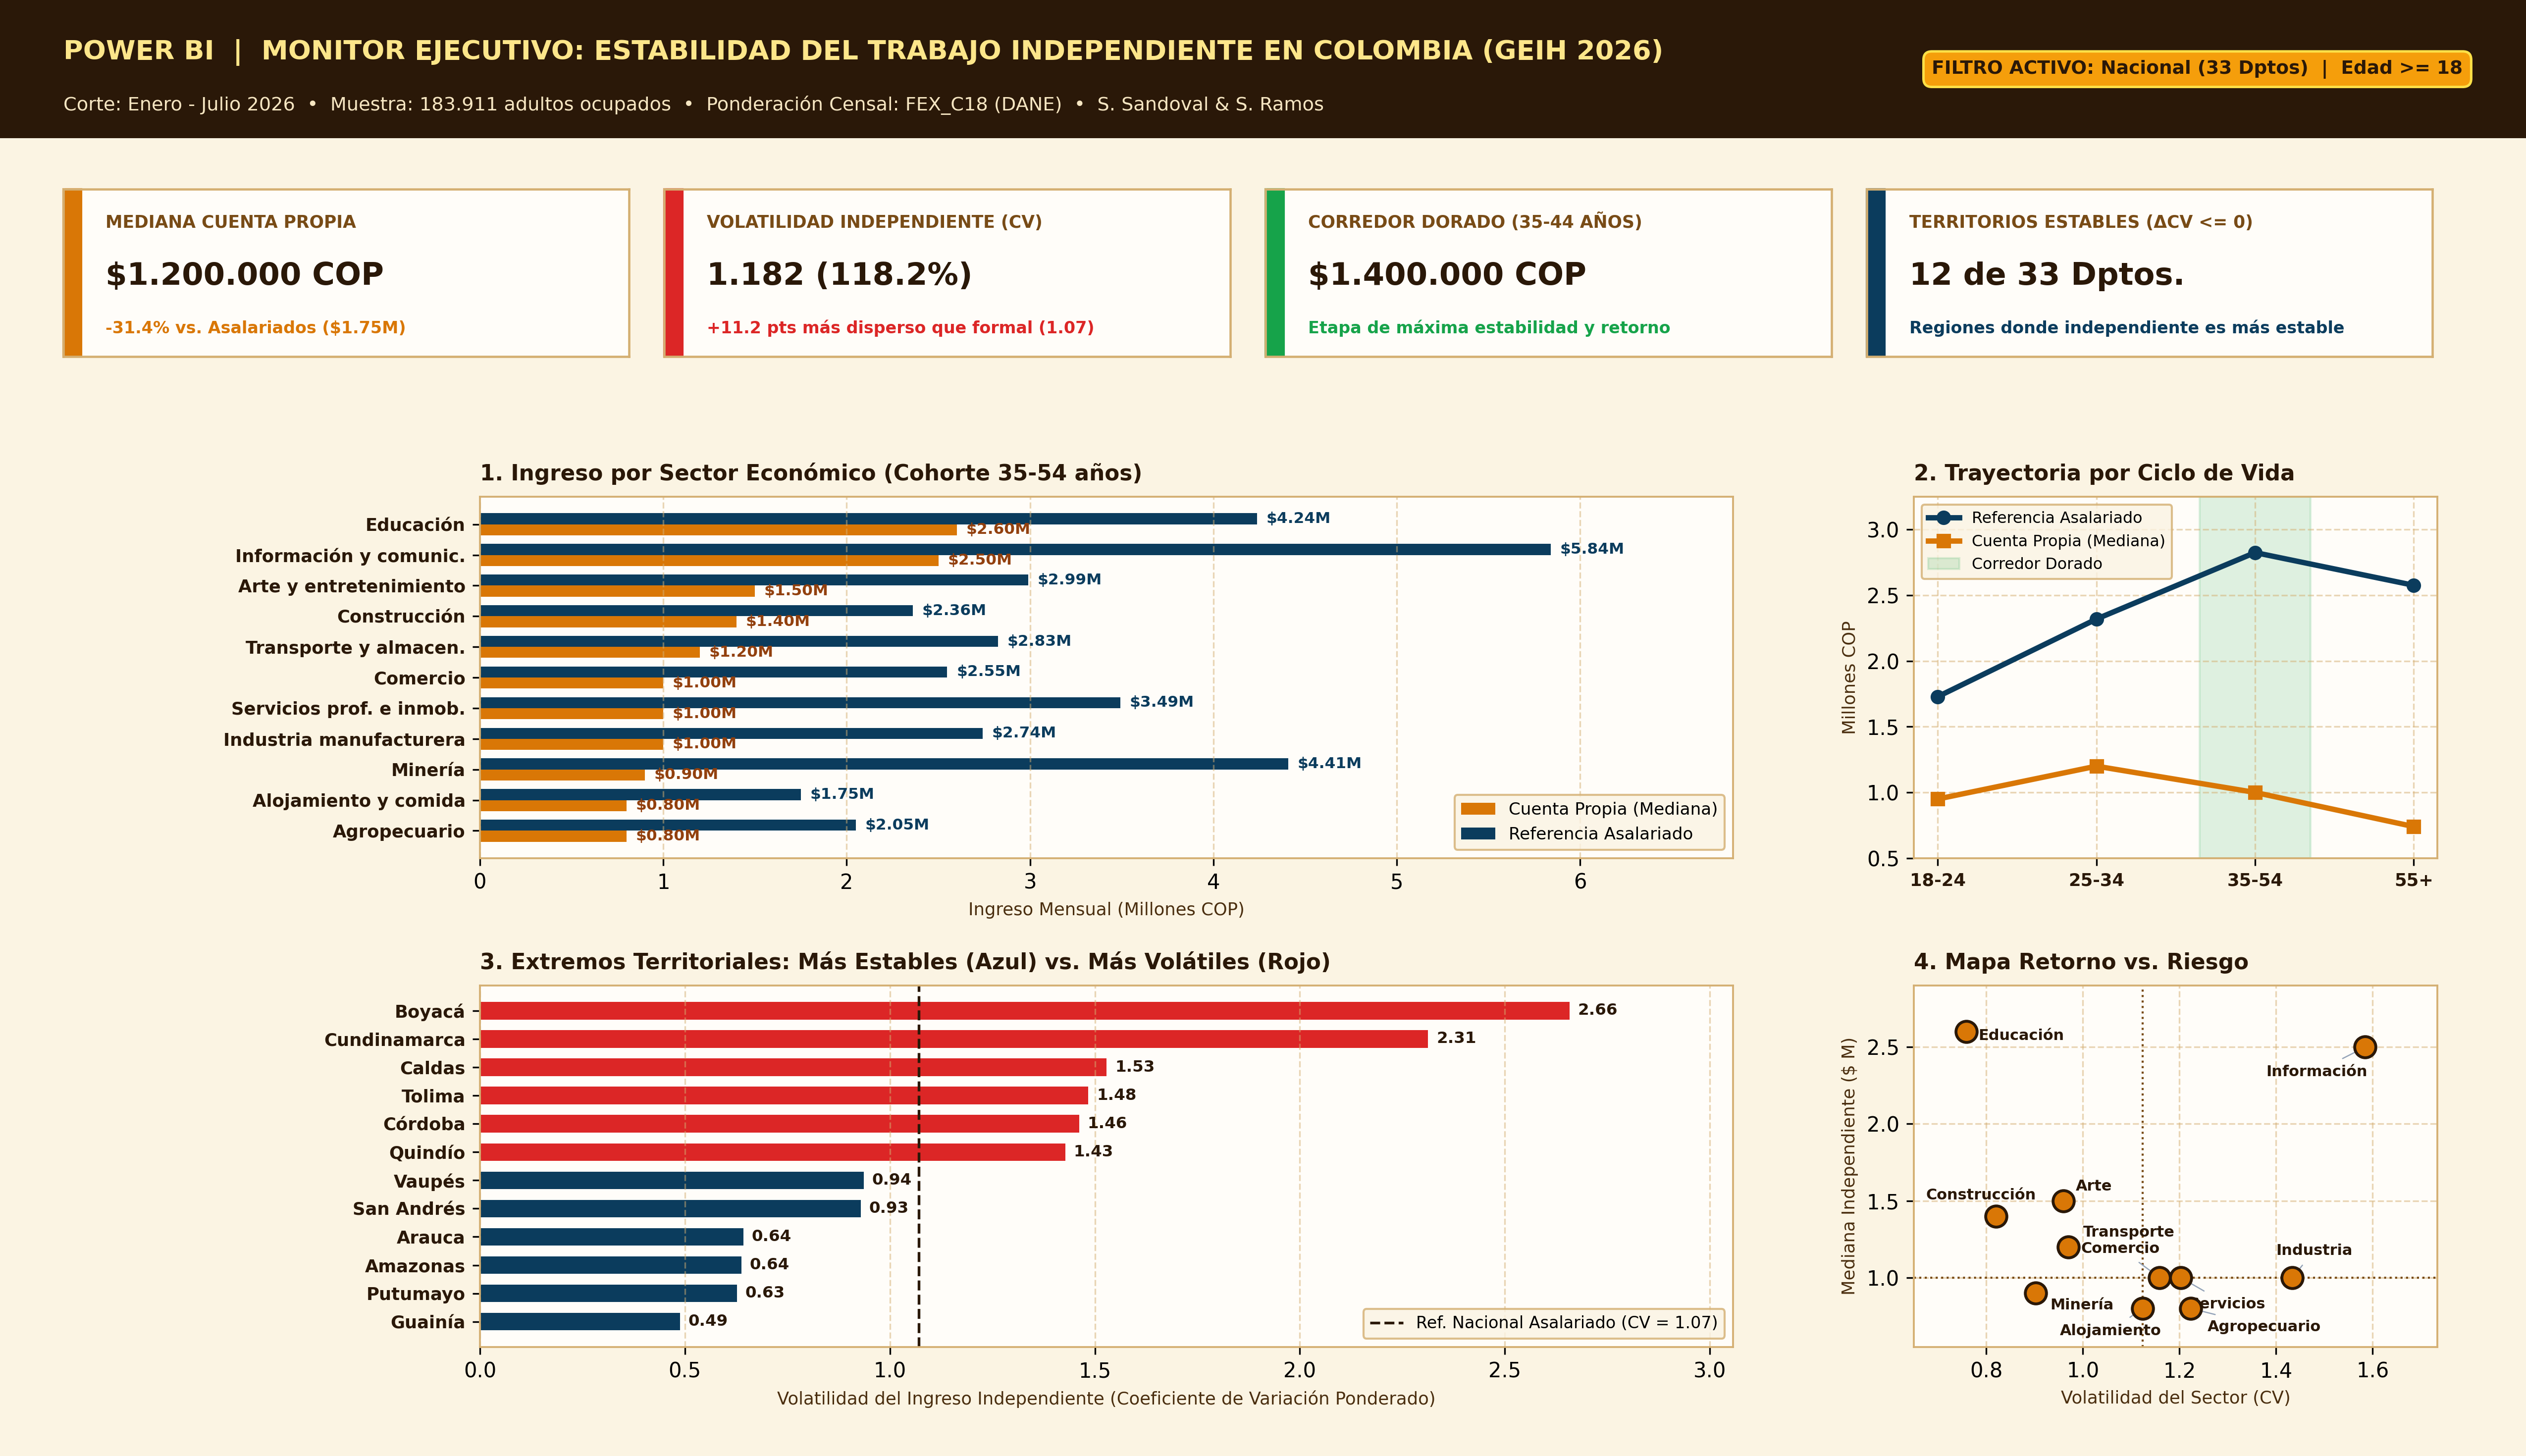 POWER BI | MONITOR EJECUTIVO: ESTABILIDAD DEL TRABAJO INDEPENDIENTE EN COLOMBIA (GEIH 2026)
FILTRO ACTIVO: Nacional (33 Dptos) | Edad >= 18
Corte: Enero - Julio 2026 • Muestra: 183.911 adultos ocupados • Ponderación Censal: FEX_C18 (DANE) • S. Sandoval & S. Ramos
MEDIANA CUENTA PROPIA
$1.200.000 COP
-31.4% vs. Asalariados ($1.75M)
VOLATILIDAD INDEPENDIENTE (CV)
1.182 (118.2%)
+11.2 pts más disperso que formal (1.07)
CORREDOR DORADO (35-44 AÑOS)
$1.400.000 COP
Etapa de máxima estabilidad y retorno
TERRITORIOS ESTABLES (ΔCV <= 0)
12 de 33 Dptos.
Regiones donde independiente es más estable
1. Ingreso por Sector Económico (Cohorte 35-54 años)
Educación
$4.24M
$2.60M
Información y comunic.
$5.84M
$2.50M
Arte y entretenimiento
$2.99M
$1.50M
Construcción
$2.36M
$1.40M
Transporte y almacen.
$2.83M
$1.20M
Comercio
$2.55M
$1.00M
Servicios prof. e inmob.
$3.49M
$1.00M
Industria manufacturera
$2.74M
$1.00M
Minería
$4.41M
$0.90M
Alojamiento y comida
$1.75M
$0.80M
Agropecuario
$2.05M
$0.80M
Cuenta Propia (Mediana)
Referencia Asalariado
0 1 2 3 4 5 6
Ingreso Mensual (Millones COP)
2. Trayectoria por Ciclo de Vida
Referencia Asalariado
Cuenta Propia (Mediana)
Corredor Dorado
Millones COP
3.0
2.5
2.0
1.5
1.0
0.5
18-24 25-34 35-54 55+
3. Extremos Territoriales: Más Estables (Azul) vs. Más Volátiles (Rojo)
Boyacá 2.66
Cundinamarca 2.31
Caldas 1.53
Tolima 1.48
Córdoba 1.46
Quindío 1.43
Vaupés 0.94
San Andrés 0.93
Arauca 0.64
Amazonas 0.64
Putumayo 0.63
Guainía 0.49
Ref. Nacional Asalariado (CV = 1.07)
0.0 0.5 1.0 1.5 2.0 2.5 3.0
Volatilidad del Ingreso Independiente (Coeficiente de Variación Ponderado)
4. Mapa Retorno vs. Riesgo
Mediana Independiente ($ M)
2.5
2.0
1.5
1.0
Educación
Información
Construcción
Arte
Transporte
Comercio
Industria
Minería
Servicios
Alojamiento
Agropecuario
0.8 1.0 1.2 1.4 1.6
Volatilidad del Sector (CV)